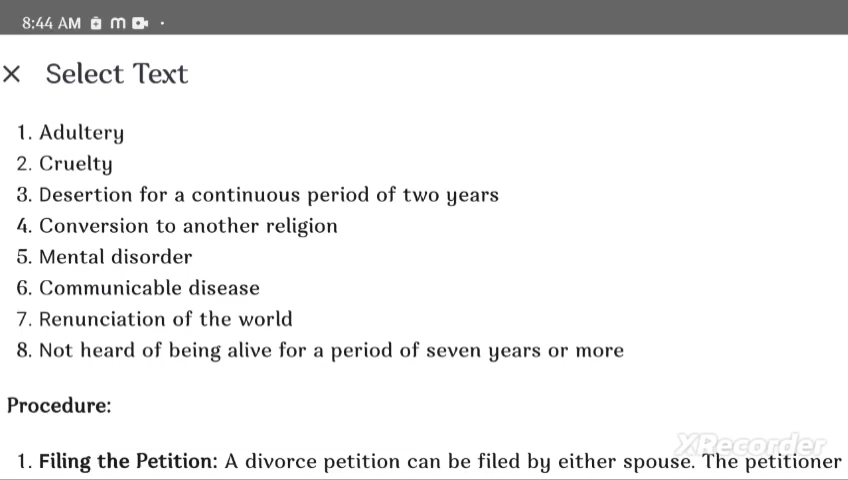 8:44 AM
× Select Text
1. Adultery
2. Cruelty
3. Desertion for a continuous period of two years
4. Conversion to another religion
5. Mental disorder
6. Communicable disease
7. Renunciation of the world
8. Not heard of being alive for a period of seven years or more
Procedure:
XRecorder
1. Filing the Petition: A divorce petition can be filed by either spouse. The petitioner